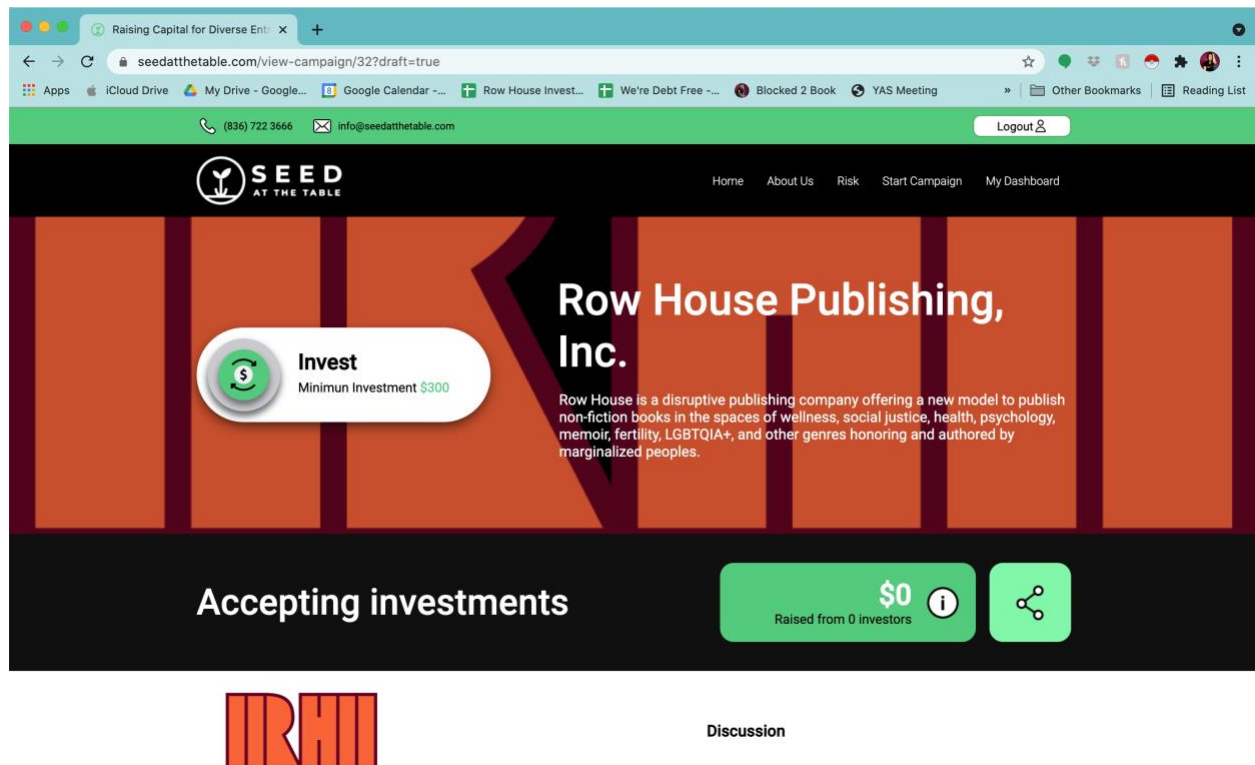 Raising Capital for Diverse Entr
seedatthetable.com/view-campaign/32?draft=true
Apps iCloud Drive My Drive - Google... Google Calendar -... Row House Invest... We're Debt Free -... Blocked 2 Book YAS Meeting » Other Bookmarks Reading List
(836) 722 3666 info@seedatthetable.com Logout
SEED
AT THE TABLE
Home About Us Risk Start Campaign My Dashboard
Row House Publishing,
Inc.
Invest
Minimun Investment $300
Row House is a disruptive publishing company offering a new model to publish
non-fiction books in the spaces of wellness, social justice, health, psychology,
memoir, fertility, LGBTQIA+, and other genres honoring and authored by
marginalized peoples.
Accepting investments
$0
Raised from 0 investors
RH
Discussion